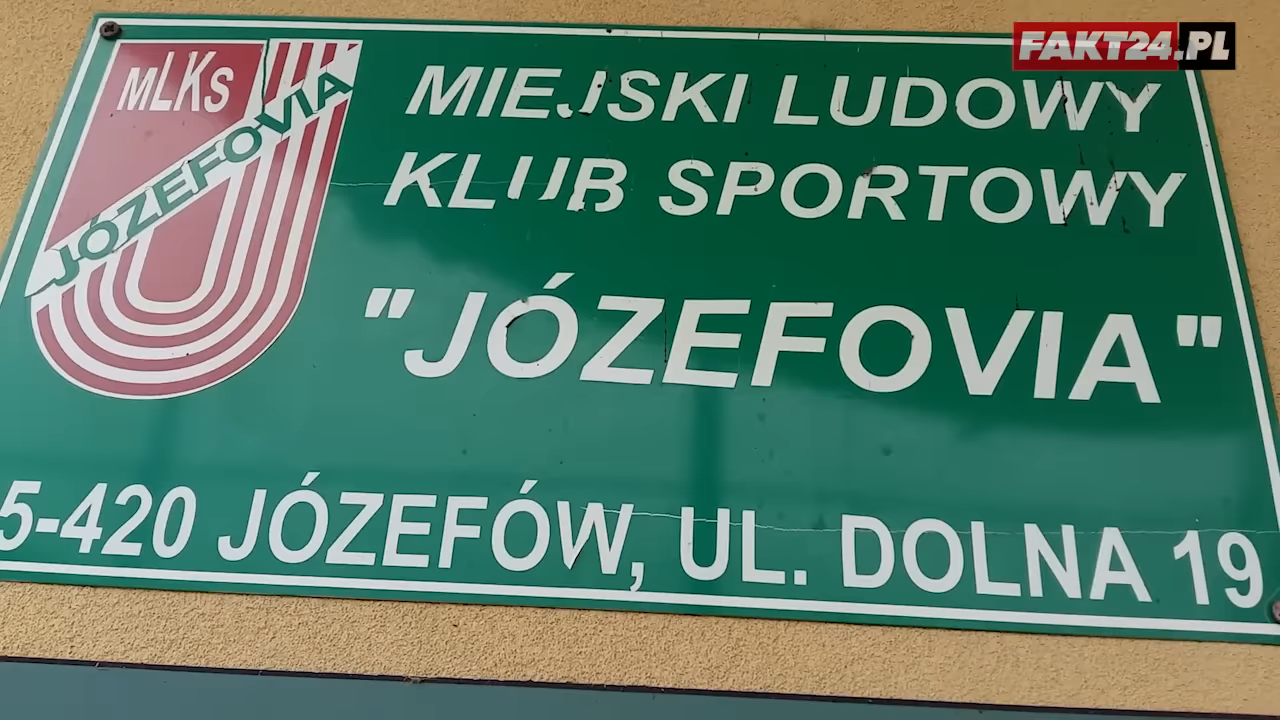 FAKT24.PL
MLKS
JÓZEFOVIA
MIEJSKI LUDOWY
KLUB SPORTOWY
"JÓZEFOVIA"
5-420 JÓZEFÓW, UL. DOLNA 19